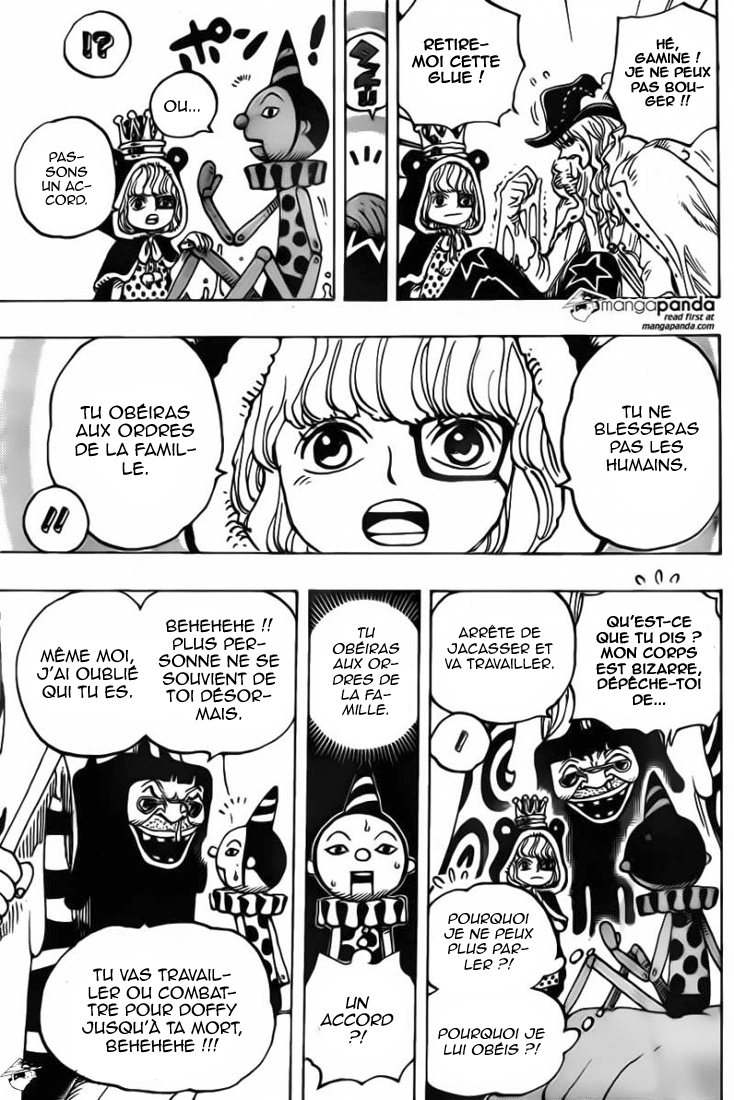 HÉ,
GAMINE !
JE NE PEUX
PAS BOU-
GER !!
RETIRE-
MOI CETTE
GLUE !
ポン!
!?
OU...
PAS-
SONS
UN AC-
CORD.
mangapanda
read first at
mangapanda.com
TU NE
BLESSERAS
PAS LES
HUMAINS.
TU OBÉIRAS
AUX ORDRES
DE LA FAMIL-
LE.
!!
QU'EST-CE
QUE TU DIS ?
MON CORPS
EST BIZARRE,
DÉPÊCHE-TOI
DE...
ARRÊTE DE
JACASSER ET
VA TRAVAILLER.
!
POURQUOI
JE NE PEUX
PLUS PAR-
LER ?!
POURQUOI JE
LUI OBÉIS ?!
TU
OBÉIRAS
AUX OR-
DRES DE
LA FA-
MILLE.
UN
ACCORD
?!
BEHEHEHE !!
PLUS PER-
SONNE NE SE
SOUVIENT DE
TOI DÉSOR-
MAIS.
MÊME MOI,
J'AI OUBLIÉ
QUI TU ES.
TU VAS TRAVAIL-
LER OU COMBAT-
TRE POUR DOFFY
JUSQU'À TA MORT,
BEHEHEHE !!!